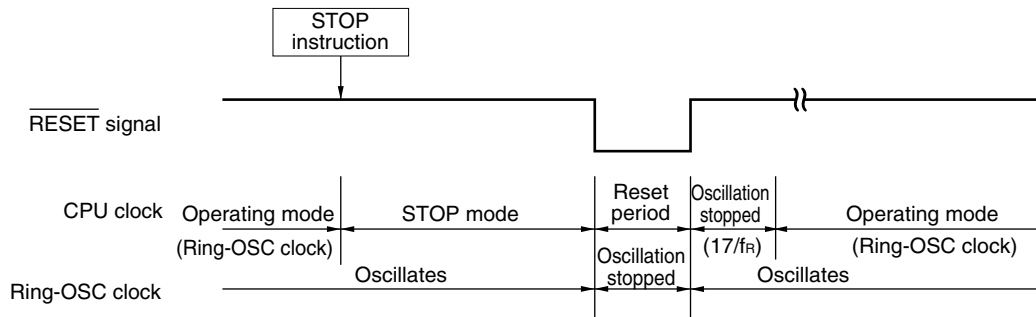 STOP
instruction
RESET signal
CPU clock
Operating mode
(Ring-OSC clock)
STOP mode
Reset
period
Oscillation
stopped
(17/fR)
Operating mode
(Ring-OSC clock)
Ring-OSC clock
Oscillates
Oscillation
stopped
Oscillates